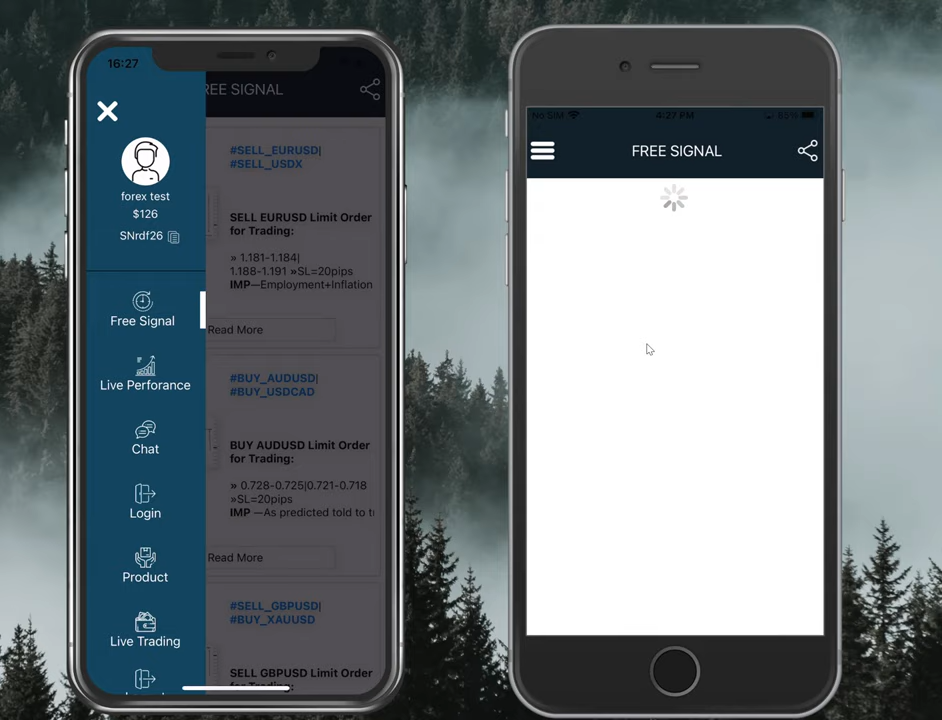 16:27
forex test
$126
SNrdf26
Free Signal
Live Perforance
Chat
Login
Product
Live Trading
REE SIGNAL
#SELL_EURUSD|
#SELL_USDX
SELL EURUSD Limit Order
for Trading:
» 1.181-1.184|
1.188-1.191 »SL=20pips
IMP—Employment+Inflation
Read More
#BUY_AUDUSD|
#BUY_USDCAD
BUY AUDUSD Limit Order
for Trading:
» 0.728-0.725|0.721-0.718
»SL=20pips
IMP —As predicted told to
Read More
#SELL_GBPUSD|
#BUY_XAUUSD
SELL GBPUSD Limit Order
for Trading:
No SIM 4:27 PM 85%
FREE SIGNAL